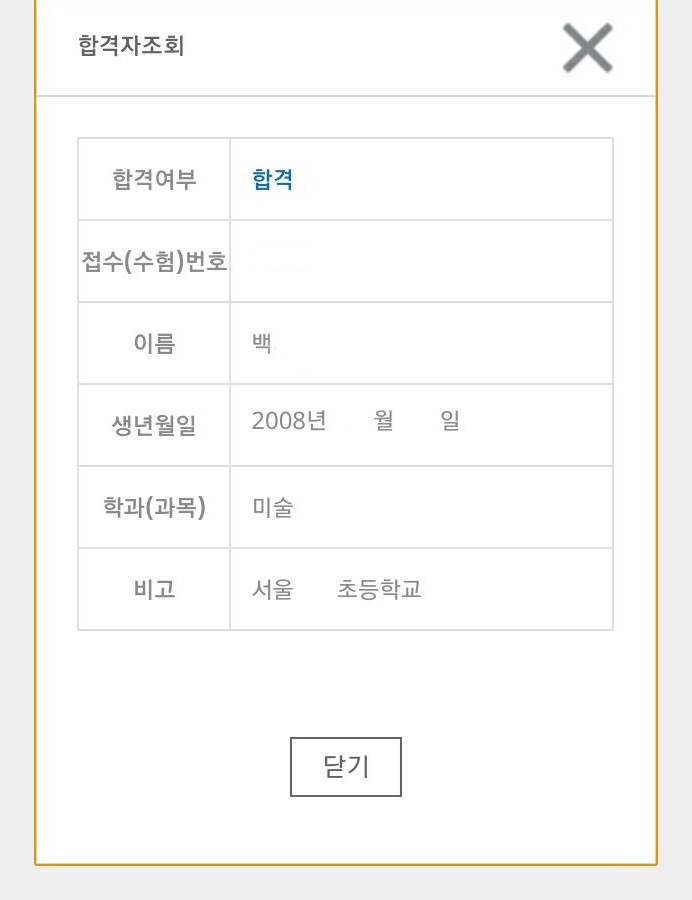 합격자조회
합격여부 합격
접수(수험)번호
이름 백
생년월일 2008년 월 일
학과(과목) 미술
비고 서울 초등학교
닫기